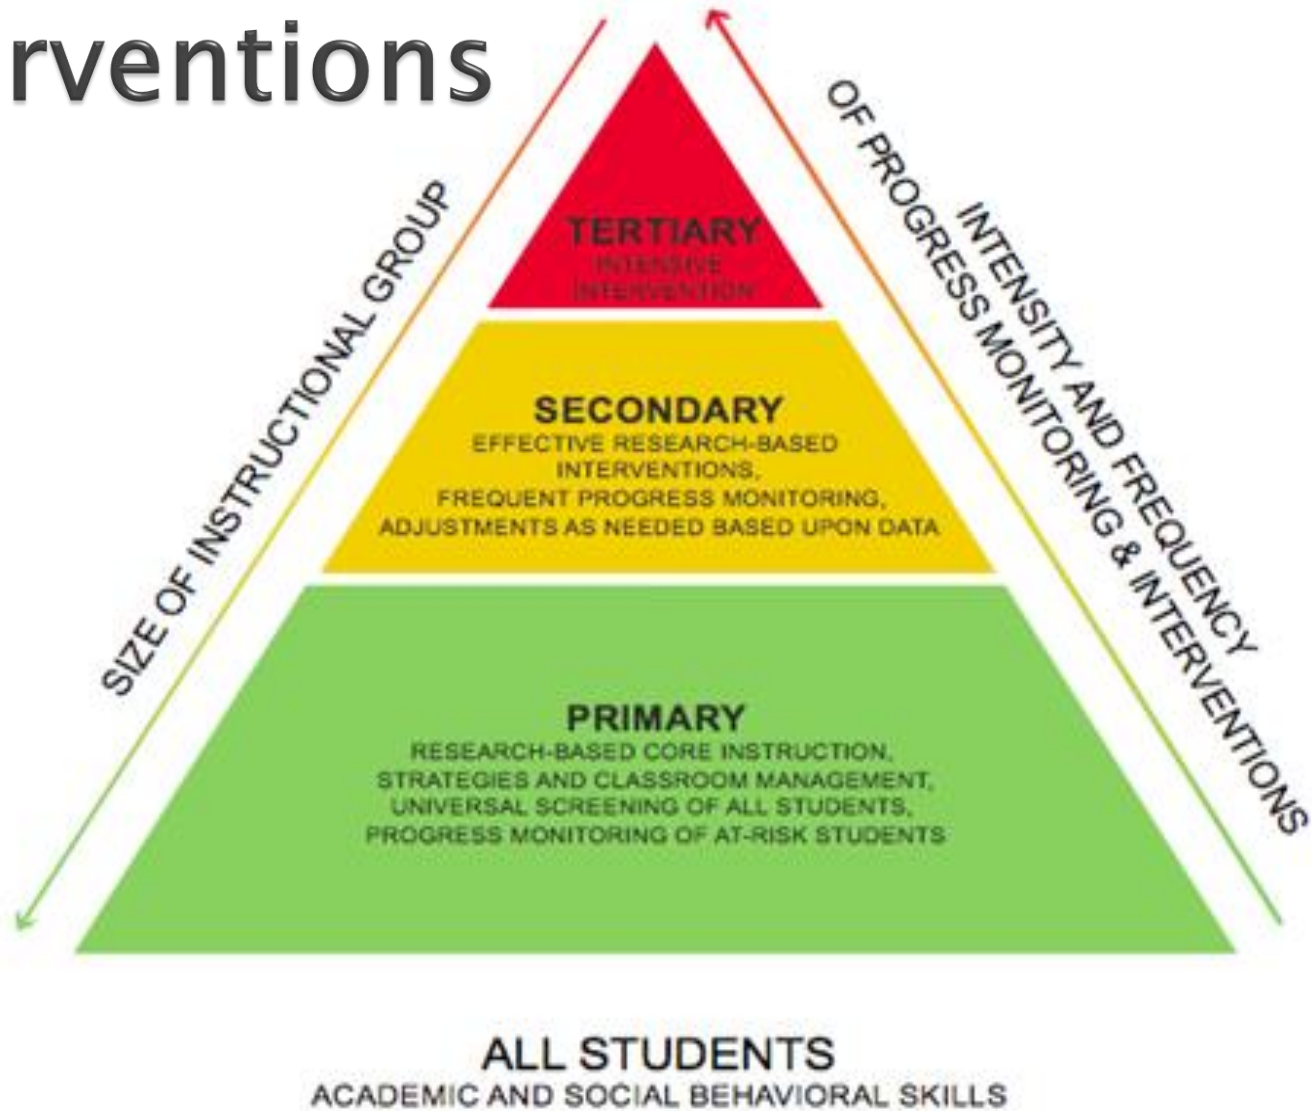 rventions
SIZE OF INSTRUCTIONAL GROUP
INTENSITY AND FREQUENCY
OF PROGRESS MONITORING & INTERVENTIONS
TERTIARY
INTENSIVE
INTERVENTION
SECONDARY
EFFECTIVE RESEARCH-BASED
INTERVENTIONS,
FREQUENT PROGRESS MONITORING,
ADJUSTMENTS AS NEEDED BASED UPON DATA
PRIMARY
RESEARCH-BASED CORE INSTRUCTION,
STRATEGIES AND CLASSROOM MANAGEMENT,
UNIVERSAL SCREENING OF ALL STUDENTS,
PROGRESS MONITORING OF AT-RISK STUDENTS
ALL STUDENTS
ACADEMIC AND SOCIAL BEHAVIORAL SKILLS